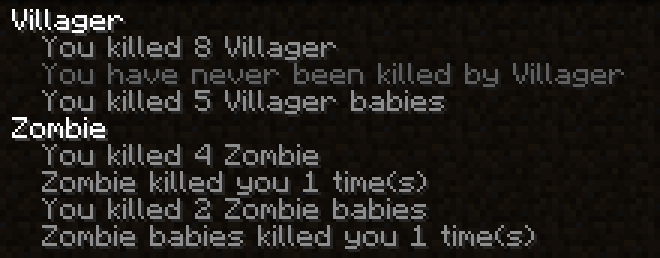 Villager
You killed 8 Villager
You have never been killed by Villager
You killed 5 Villager babies
Zombie
You killed 4 Zombie
Zombie killed you 1 time(s)
You killed 2 Zombie babies
Zombie babies killed you 1 time(s)